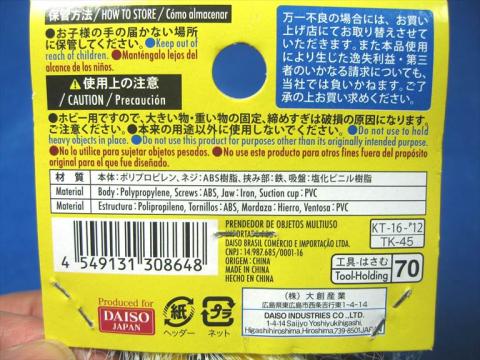 保管方法/HOW TO STORE/Cómo almacenar
●お子様の手の届かない場所
に保管してください。●Keep out of
reach of children. ●Manténgalo lejos del
alcance de los niños.
⚠使用上の注意
/CAUTION/Precaución
万一不良の場合には、お買い
上げ店にてお取り替えさせて
いただきます。また本品使用
により生じた逸失利益・第三
者のいかなる請求についても、
当社では負いかねます。ご了
承の上お買い求めください。
●ホビー用ですので、大きい物・重い物の固定、締めすぎは破損の原因になります。
ご注意ください。●本来の用途以外に使用しないでください。●Do not use to hold
heavy objects in place. ●Do not use this product for purposes other than its originally intended purpose.
●No lo utilice para sujetar objetos pesados. ●No use este producto para otros fines fuera del propósito
original para el que fue diseñado.
材質 本体:ポリプロピレン、ネジ:ABS樹脂、挟み部:鉄、吸盤:塩化ビニル樹脂
Material Body:Polypropylene, Screws:ABS, Jaw:Iron, Suction cup:PVC
Material Estructura:Polipropileno, Tornillos:ABS, Mordaza:Hierro, Ventosa:PVC
4 549131 308648
PRENDEDOR DE OBJETOS MULTIUSO
DAISO BRASIL COMÉRCIO E IMPORTAÇÃO LTDA.
CNPJ: 14.987.685/0001-16
ORIGEM: CHINA
MADE IN CHINA
HECHO EN CHINA
KT-16-P12
TK-45
工具-はさむ
Tool-Holding
70
Produced for
DAISO
JAPAN
紙
ヘッダー
プラ
ネット
(株)大創産業
広島県東広島市西条吉行東1-4-14
DAISO INDUSTRIES CO.,LTD.
1-4-14 Saijyo Yoshiyukihigashi,
Higashihiroshima, Hiroshima, 739-8501 JAPAN